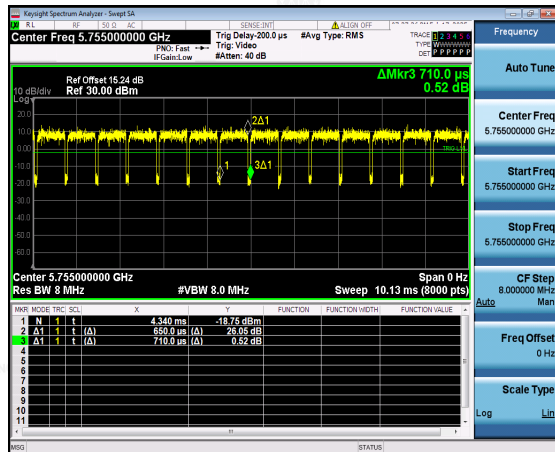 Keysight Spectrum Analyzer - Swept SA
RL RF 50 Ω AC SENSE:INT ALIGN OFF
Center Freq 5.755000000 GHz
PNO: Fast
IFGain:Low
Trig Delay-200.0 µs
Trig: Video
#Atten: 40 dB
#Avg Type: RMS
TRACE 1 2 3 4 5 6
TYPE WWWWWW
DET P P P P P P
Ref Offset 15.24 dB
10 dB/div Ref 30.00 dBm
Log
ΔMkr3 710.0 µs
0.52 dB
20.0
10.0
0.00
-10.0
-20.0
-30.0
-40.0
-50.0
-60.0
2Δ1
TRIG LVL
1
3Δ1
Center 5.755000000 GHz Span 0 Hz
Res BW 8 MHz #VBW 8.0 MHz Sweep 10.13 ms (8000 pts)
MKR MODE TRC SCL X Y FUNCTION FUNCTION WIDTH FUNCTION VALUE
1 N 1 t 4.340 ms -18.75 dBm
2 Δ1 1 t (Δ) 650.0 µs (Δ) 26.05 dB
3 Δ1 1 t (Δ) 710.0 µs (Δ) 0.52 dB
4
5
6
7
8
9
10
11
MSG STATUS
Frequency
Auto Tune
Center Freq
5.755000000 GHz
Start Freq
5.755000000 GHz
Stop Freq
5.755000000 GHz
CF Step
8.000000 MHz
Auto Man
Freq Offset
0 Hz
Scale Type
Log Lin